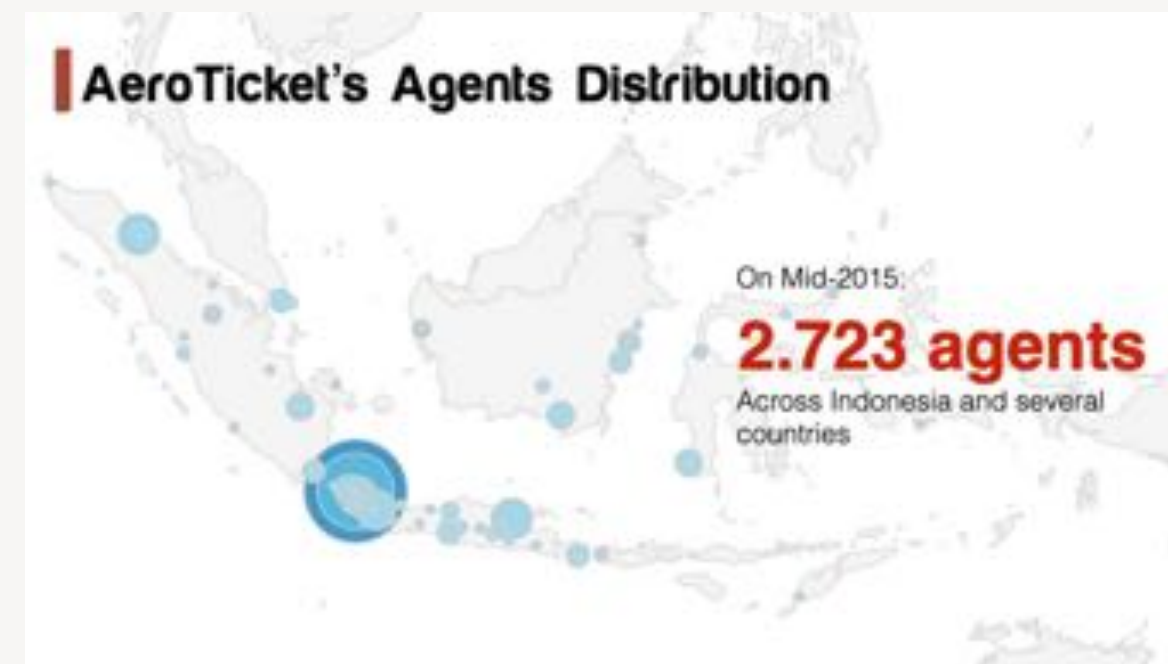 AeroTicket's Agents Distribution
On Mid-2015:
2.723 agents
Across Indonesia and several
countries